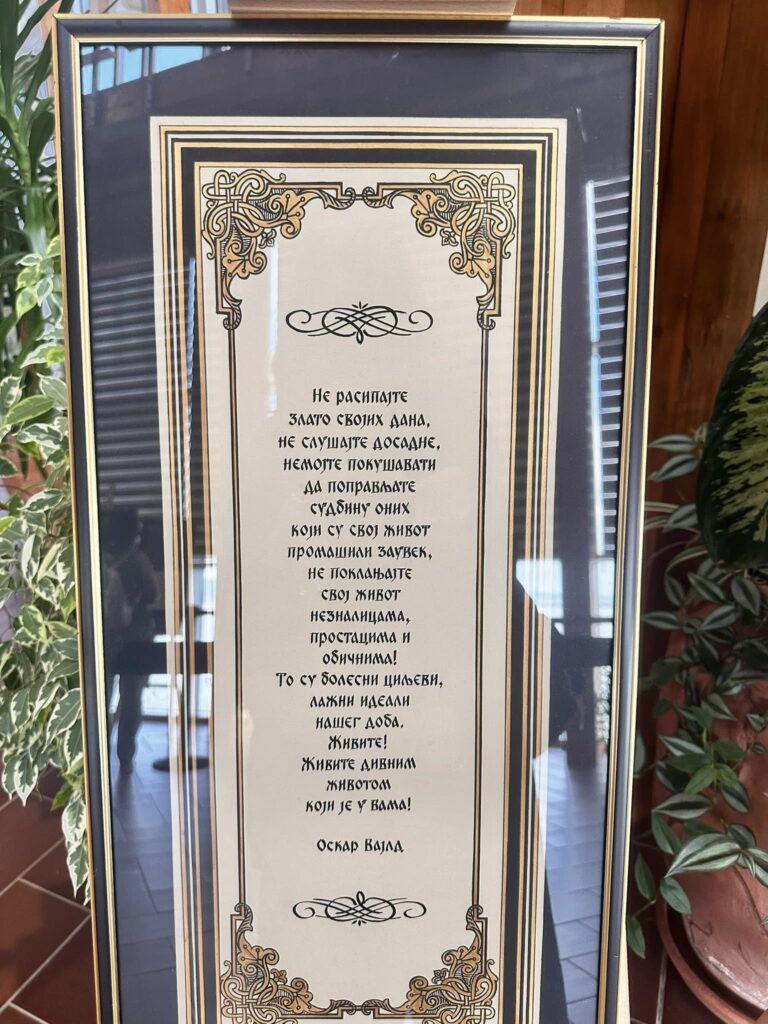 Не расипајте
злато својих дана,
не слушајте досадне,
немојте покушавати
да поправљате
судбину оних
који су свој живот
промашили заувек,
не поклањајте
свој живот
незналицама,
простацима и
обичнима!
То су болесни циљеви,
лажни идеали
нашег доба.
Живите!
Живите дивним
животом
који је у вама!
Оскар Вајлд